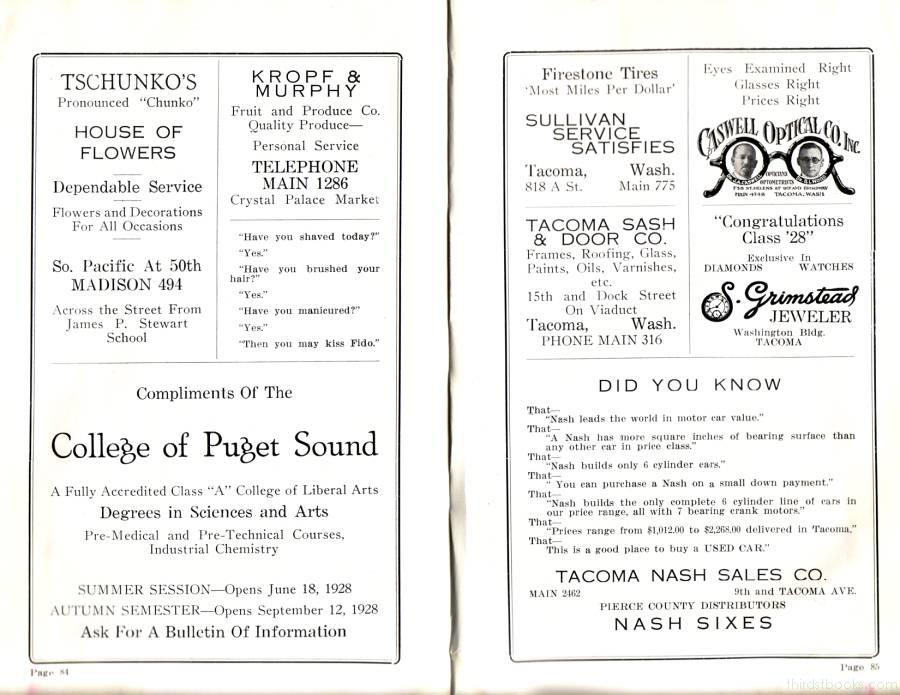 TSCHUNKO'S
Pronounced "Chunko"
HOUSE OF
FLOWERS
Dependable Service
Flowers and Decorations
For All Occasions
So. Pacific At 50th
MADISON 494
Across the Street From
James P. Stewart
School
KROPF &
MURPHY
Fruit and Produce Co.
Quality Produce—
Personal Service
TELEPHONE
MAIN 1286
Crystal Palace Market
"Have you shaved today?"
"Yes."
"Have you brushed your
hair?"
"Yes."
"Have you manicured?"
"Yes."
"Then you may kiss Fido."
Compliments Of The
College of Puget Sound
A Fully Accredited Class "A" College of Liberal Arts
Degrees in Sciences and Arts
Pre-Medical and Pre-Technical Courses,
Industrial Chemistry
SUMMER SESSION—Opens June 18, 1928
AUTUMN SEMESTER—Opens September 12, 1928
Ask For A Bulletin Of Information
Page 84
Firestone Tires
'Most Miles Per Dollar'
SULLIVAN
SERVICE
SATISFIES
Tacoma, Wash.
818 A St. Main 775
TACOMA SASH
& DOOR CO.
Frames, Roofing, Glass,
Paints, Oils, Varnishes,
etc.
15th and Dock Street
On Viaduct
Tacoma, Wash.
PHONE MAIN 316
Eyes Examined Right
Glasses Right
Prices Right
CASWELL OPTICAL CO. Inc.
OPTICIANS
OPTOMETRISTS
758 ST. HELENS AT 9th AND BROADWAY
MAIN 4748 TACOMA, WASH
"Congratulations
Class '28"
Exclusive In
DIAMONDS WATCHES
S. Grimstead
JEWELER
Washington Bldg.
TACOMA
DID YOU KNOW
That—
"Nash leads the world in motor car value."
That—
"A Nash has more square inches of bearing surface than
any other car in price class."
That—
"Nash builds only 6 cylinder cars."
That—
" You can purchase a Nash on a small down payment."
That—
"Nash builds the only complete 6 cylinder line of cars in
our price range, all with 7 bearing crank motors."
That—
"Prices range from $1,012.00 to $2,268.00 delivered in Tacoma."
That—
This is a good place to buy a USED CAR."
TACOMA NASH SALES CO.
MAIN 2462 9th and TACOMA AVE.
PIERCE COUNTY DISTRIBUTORS
NASH SIXES
Page 85
thirdstbooks.com